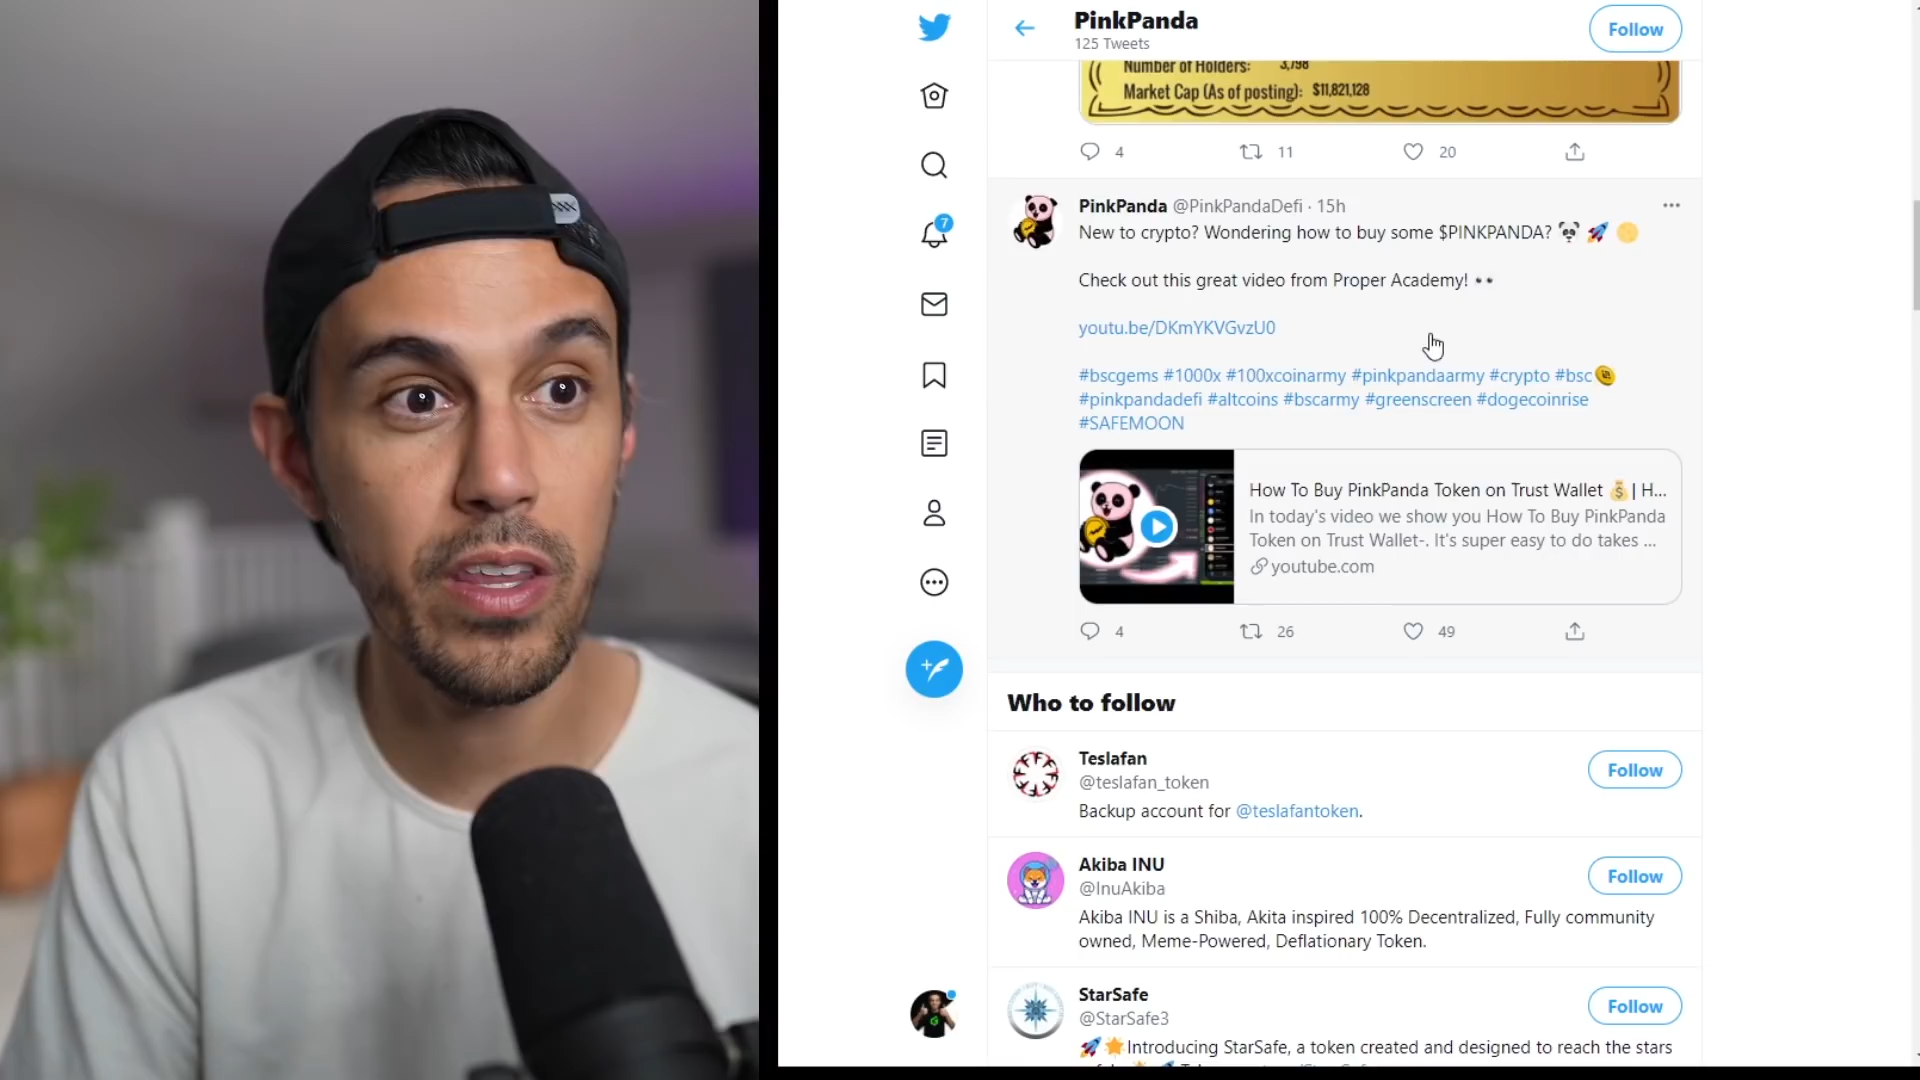 PinkPanda
125 Tweets
Follow
Number of Holders: 3,798
Market Cap (As of posting): $11,821,128
4 11 20
PinkPanda @PinkPandaDefi · 15h
New to crypto? Wondering how to buy some $PINKPANDA? 🐼 🚀 🌕
Check out this great video from Proper Academy! 👀
youtu.be/DKmYKVGvzU0
#bscgems #1000x #100xcoinarmy #pinkpandaarmy #crypto #bsc
#pinkpandadefi #altcoins #bscarmy #greenscreen #dogecoinrise
#SAFEMOON
How To Buy PinkPanda Token on Trust Wallet 💰 | H...
In today's video we show you How To Buy PinkPanda
Token on Trust Wallet-. It's super easy to do takes ...
youtube.com
4 26 49
7
Who to follow
Teslafan
@teslafan_token
Follow
Backup account for @teslafantoken.
Akiba INU
@InuAkiba
Follow
Akiba INU is a Shiba, Akita inspired 100% Decentralized, Fully community
owned, Meme-Powered, Deflationary Token.
StarSafe
@StarSafe3
Follow
🚀 🌟Introducing StarSafe, a token created and designed to reach the stars